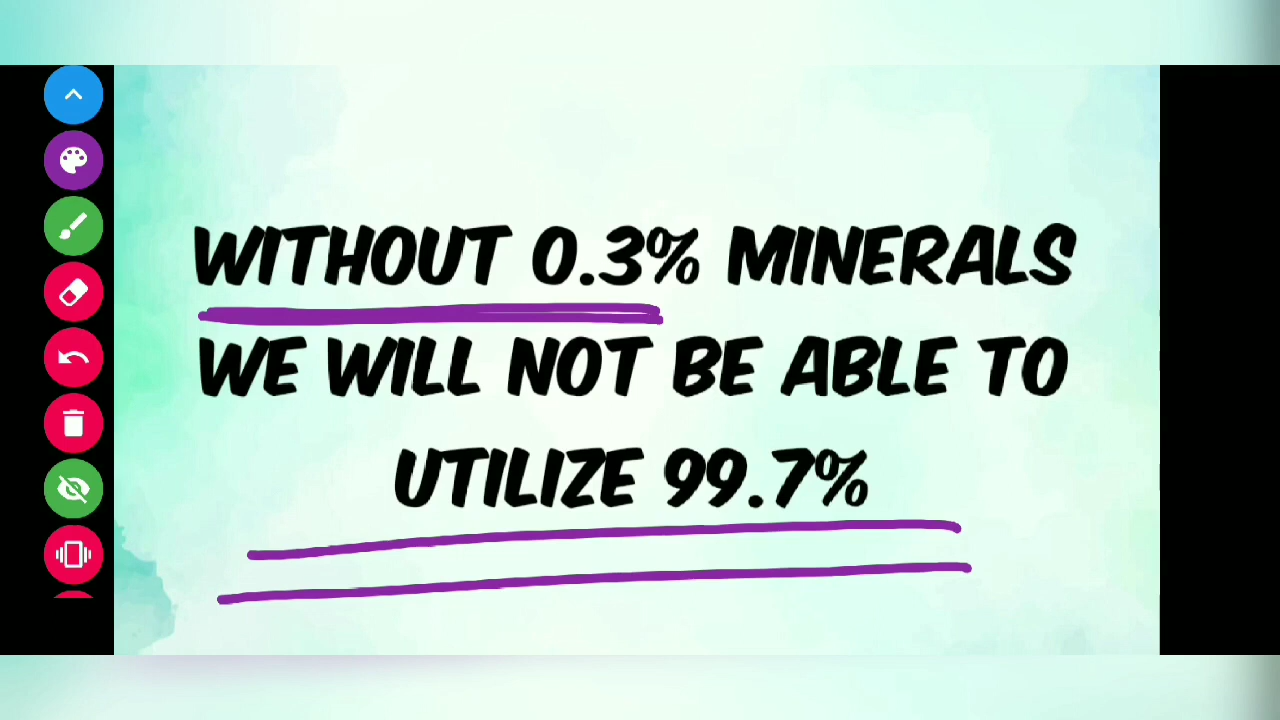 WITHOUT 0.3% MINERALS
WE WILL NOT BE ABLE TO
UTILIZE 99.7%